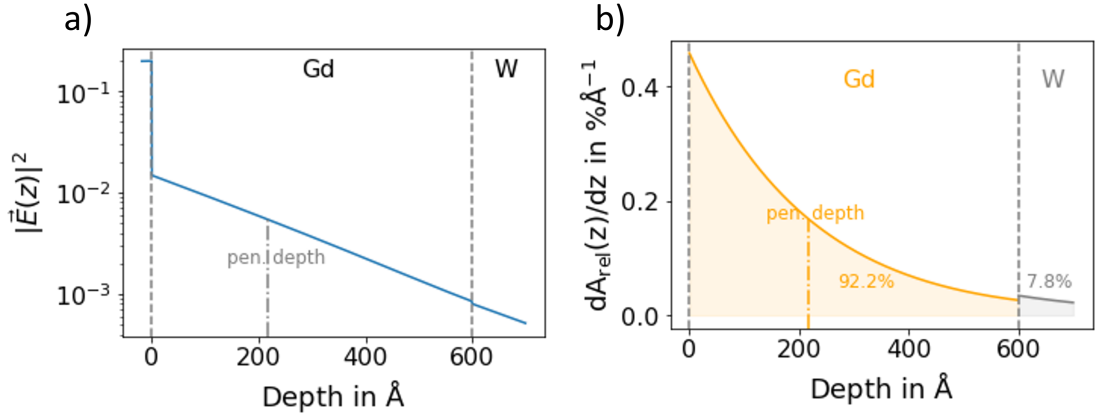 a)
Gd
W
10⁻¹
10⁻²
10⁻³
|E⃗(z)|²
pen. depth
0
200
400
600
Depth in Å
b)
Gd
W
0.4
0.2
0.0
dA_rel(z)/dz in %Å⁻¹
pen. depth
92.2%
7.8%
0
200
400
600
Depth in Å